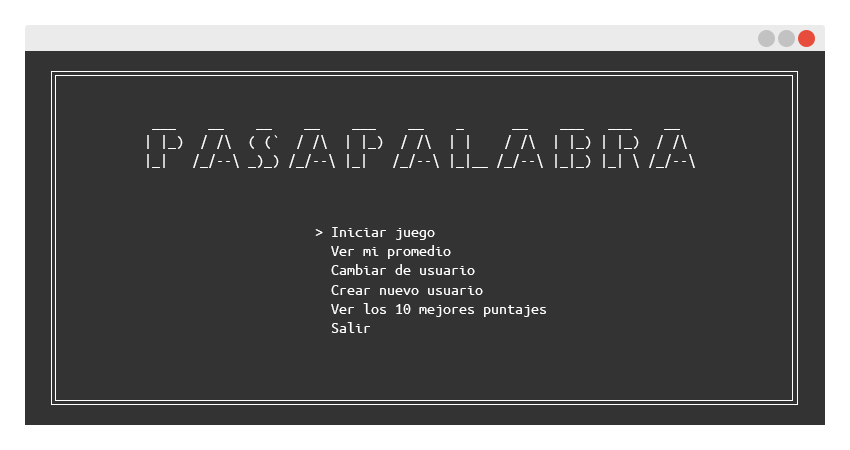 PASAPALABRA
> Iniciar juego
Ver mi promedio
Cambiar de usuario
Crear nuevo usuario
Ver los 10 mejores puntajes
Salir